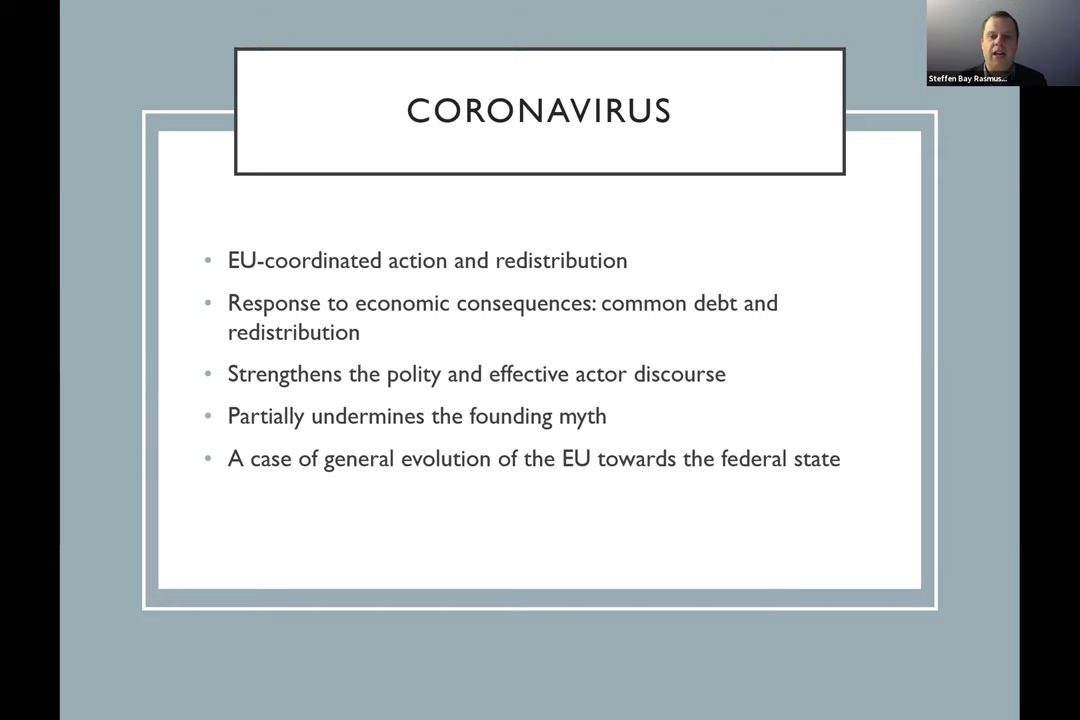 Steffen Bay Rasmus...
CORONAVIRUS
• EU-coordinated action and redistribution
• Response to economic consequences: common debt and
redistribution
• Strengthens the polity and effective actor discourse
• Partially undermines the founding myth
• A case of general evolution of the EU towards the federal state